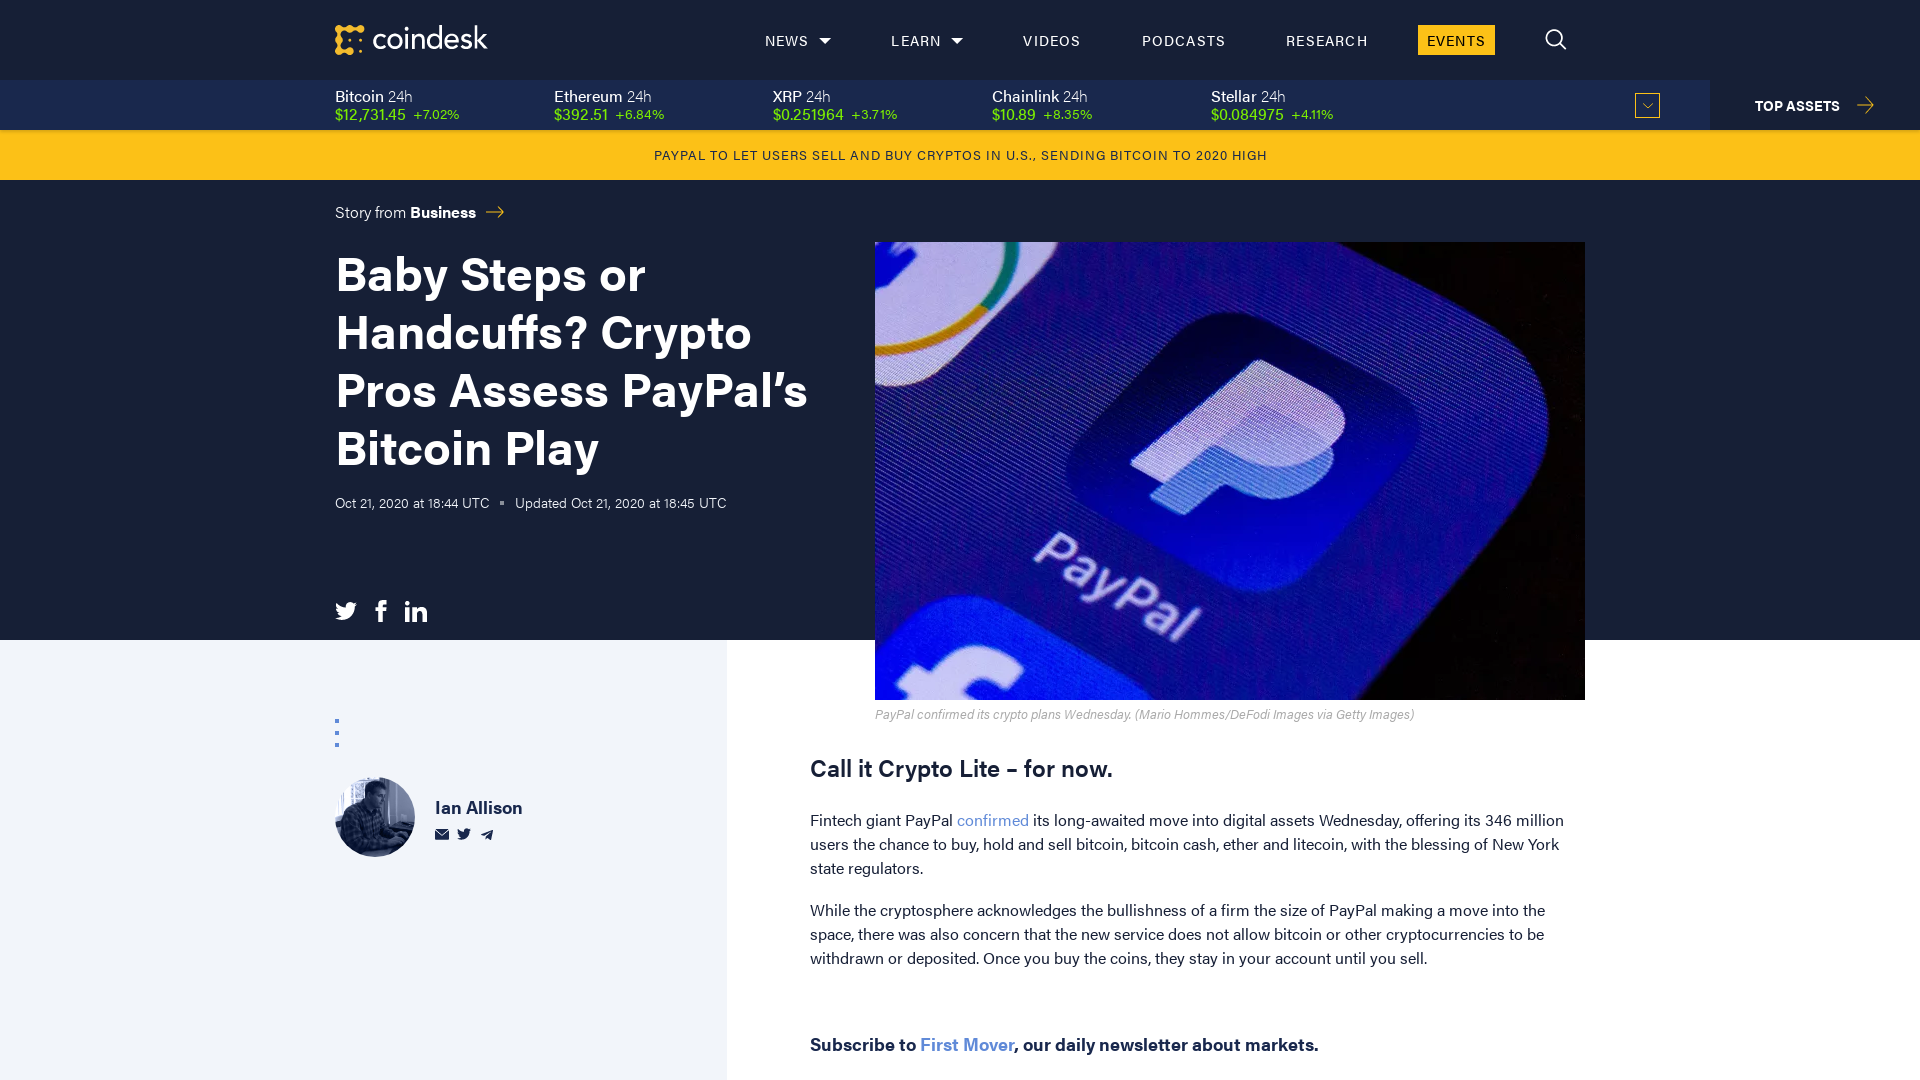 coindesk
NEWS
LEARN
VIDEOS
PODCASTS
RESEARCH
EVENTS
Bitcoin 24h
$12,731.45 +7.02%
Ethereum 24h
$392.51 +6.84%
XRP 24h
$0.251964 +3.71%
Chainlink 24h
$10.89 +8.35%
Stellar 24h
$0.084975 +4.11%
TOP ASSETS
PAYPAL TO LET USERS SELL AND BUY CRYPTOS IN U.S., SENDING BITCOIN TO 2020 HIGH
Story from Business
Baby Steps or
Handcuffs? Crypto
Pros Assess PayPal’s
Bitcoin Play
Oct 21, 2020 at 18:44 UTC
Updated Oct 21, 2020 at 18:45 UTC
PayPal
PayPal confirmed its crypto plans Wednesday. (Mario Hommes/DeFodi Images via Getty Images)
Ian Allison
Call it Crypto Lite – for now.
Fintech giant PayPal confirmed its long-awaited move into digital assets Wednesday, offering its 346 million
users the chance to buy, hold and sell bitcoin, bitcoin cash, ether and litecoin, with the blessing of New York
state regulators.
While the cryptosphere acknowledges the bullishness of a firm the size of PayPal making a move into the
space, there was also concern that the new service does not allow bitcoin or other cryptocurrencies to be
withdrawn or deposited. Once you buy the coins, they stay in your account until you sell.
Subscribe to First Mover, our daily newsletter about markets.